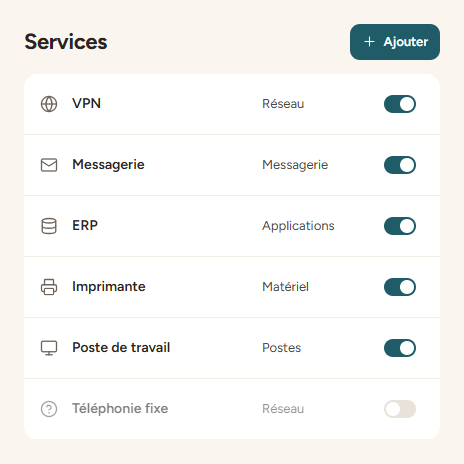 Services
Ajouter
VPN Réseau
Messagerie Messagerie
ERP Applications
Imprimante Matériel
Poste de travail Postes
Téléphonie fixe Réseau